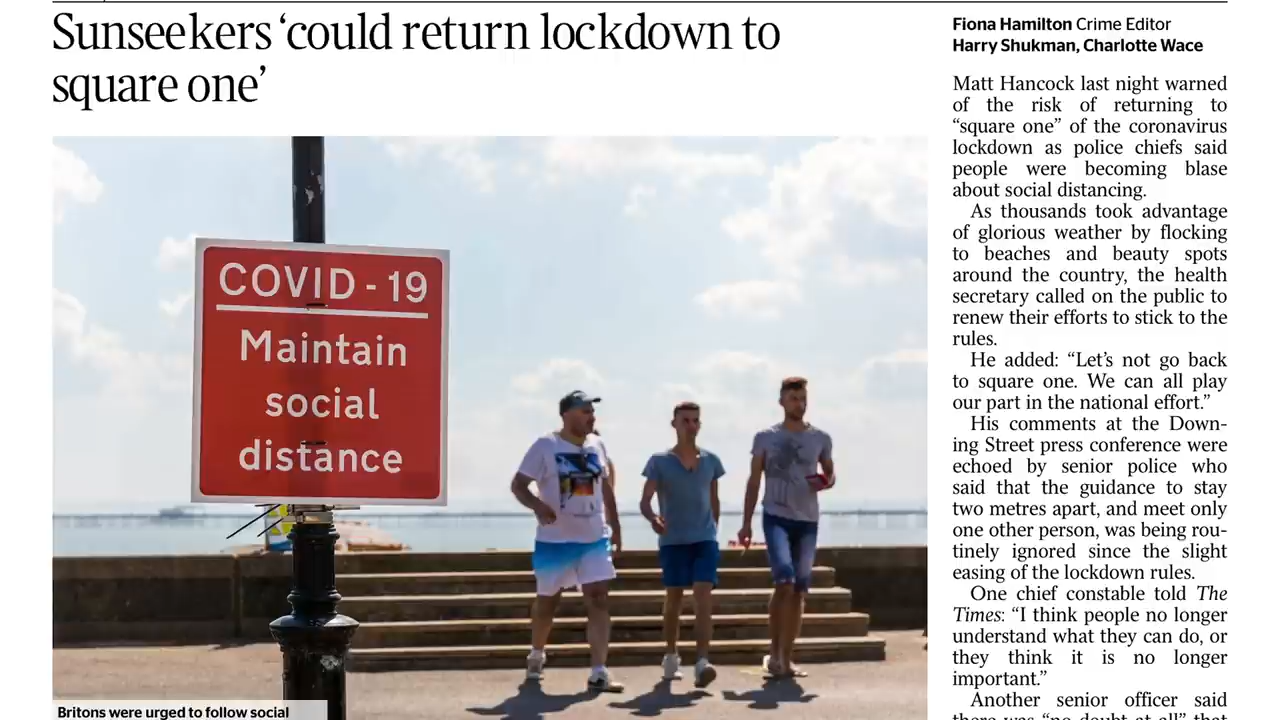 Sunseekers ‘could return lockdown to
square one’
COVID - 19
Maintain
social
distance
Britons were urged to follow social
Fiona Hamilton Crime Editor
Harry Shukman, Charlotte Wace
Matt Hancock last night warned
of the risk of returning to
“square one” of the coronavirus
lockdown as police chiefs said
people were becoming blase
about social distancing.
As thousands took advantage
of glorious weather by flocking
to beaches and beauty spots
around the country, the health
secretary called on the public to
renew their efforts to stick to the
rules.
He added: “Let’s not go back
to square one. We can all play
our part in the national effort.”
His comments at the Down-
ing Street press conference were
echoed by senior police who
said that the guidance to stay
two metres apart, and meet only
one other person, was being rou-
tinely ignored since the slight
easing of the lockdown rules.
One chief constable told The
Times: “I think people no longer
understand what they can do, or
they think it is no longer
important.”
Another senior officer said
there was “no doubt at all” that